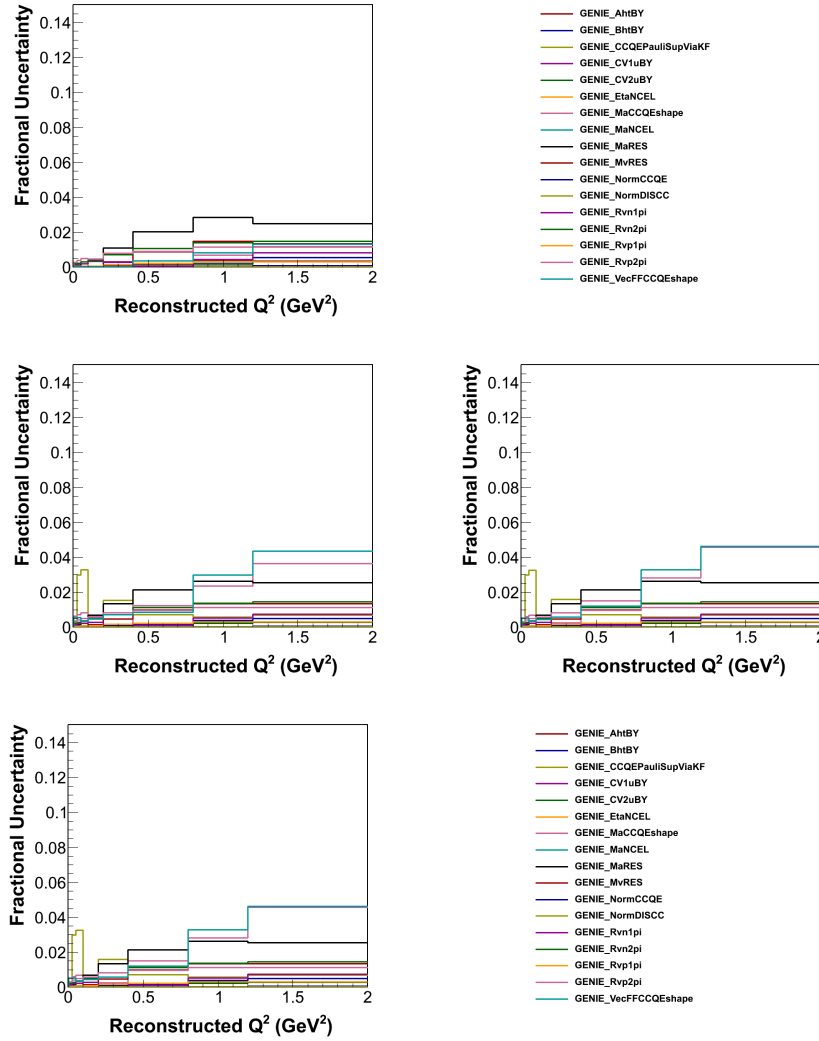 0.14
0.12
0.1
0.08
0.06
0.04
0.02
0
Fractional Uncertainty
0 0.5 1 1.5 2
Reconstructed Q² (GeV²)
GENIE_AhtBY
GENIE_BhtBY
GENIE_CCQEPauliSupViaKF
GENIE_CV1uBY
GENIE_CV2uBY
GENIE_EtaNCEL
GENIE_MaCCQEshape
GENIE_MaNCEL
GENIE_MaRES
GENIE_MvRES
GENIE_NormCCQE
GENIE_NormDISCC
GENIE_Rvn1pi
GENIE_Rvn2pi
GENIE_Rvp1pi
GENIE_Rvp2pi
GENIE_VecFFCCQEshape
0.14
0.12
0.1
0.08
0.06
0.04
0.02
0
Fractional Uncertainty
0 0.5 1 1.5 2
Reconstructed Q² (GeV²)
0.14
0.12
0.1
0.08
0.06
0.04
0.02
0
Fractional Uncertainty
0 0.5 1 1.5 2
Reconstructed Q² (GeV²)
0.14
0.12
0.1
0.08
0.06
0.04
0.02
0
Fractional Uncertainty
0 0.5 1 1.5 2
Reconstructed Q² (GeV²)
GENIE_AhtBY
GENIE_BhtBY
GENIE_CCQEPauliSupViaKF
GENIE_CV1uBY
GENIE_CV2uBY
GENIE_EtaNCEL
GENIE_MaCCQEshape
GENIE_MaNCEL
GENIE_MaRES
GENIE_MvRES
GENIE_NormCCQE
GENIE_NormDISCC
GENIE_Rvn1pi
GENIE_Rvn2pi
GENIE_Rvp1pi
GENIE_Rvp2pi
GENIE_VecFFCCQEshape